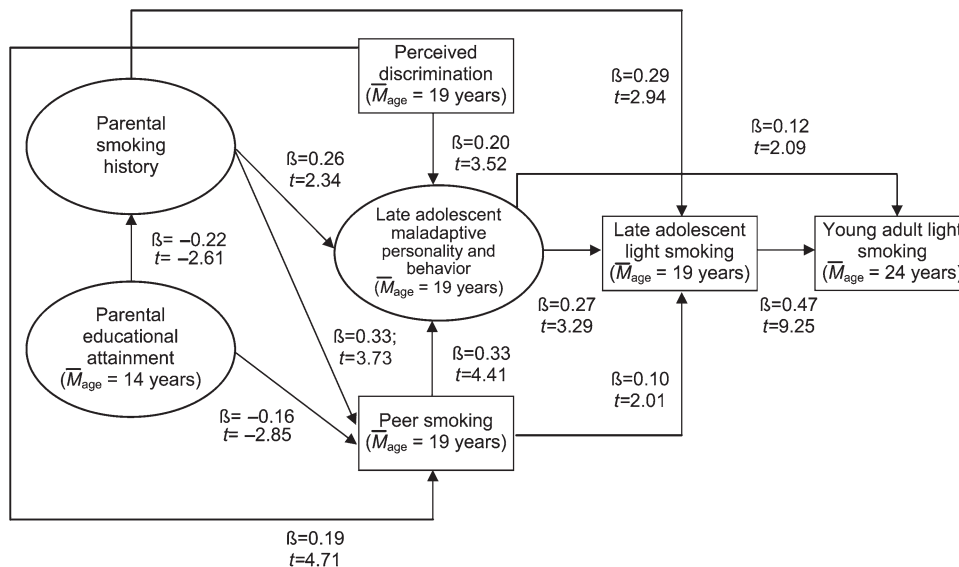 Perceived
discrimination
(M̅age = 19 years)
ß=0.29
t=2.94
Parental
smoking
history
ß=0.12
t=2.09
ß=0.20
t=3.52
ß=0.26
t=2.34
Late adolescent
maladaptive
personality and
behavior
(M̅age = 19 years)
Late adolescent
light smoking
(M̅age = 19 years)
Young adult light
smoking
(M̅age = 24 years)
ß= –0.22
t= –2.61
Parental
educational
attainment
(M̅age = 14 years)
ß=0.27
t=3.29
ß=0.47
t=9.25
ß=0.33;
t=3.73
ß=0.33
t=4.41
ß=0.10
t=2.01
ß= –0.16
t= –2.85
Peer smoking
(M̅age = 19 years)
ß=0.19
t=4.71